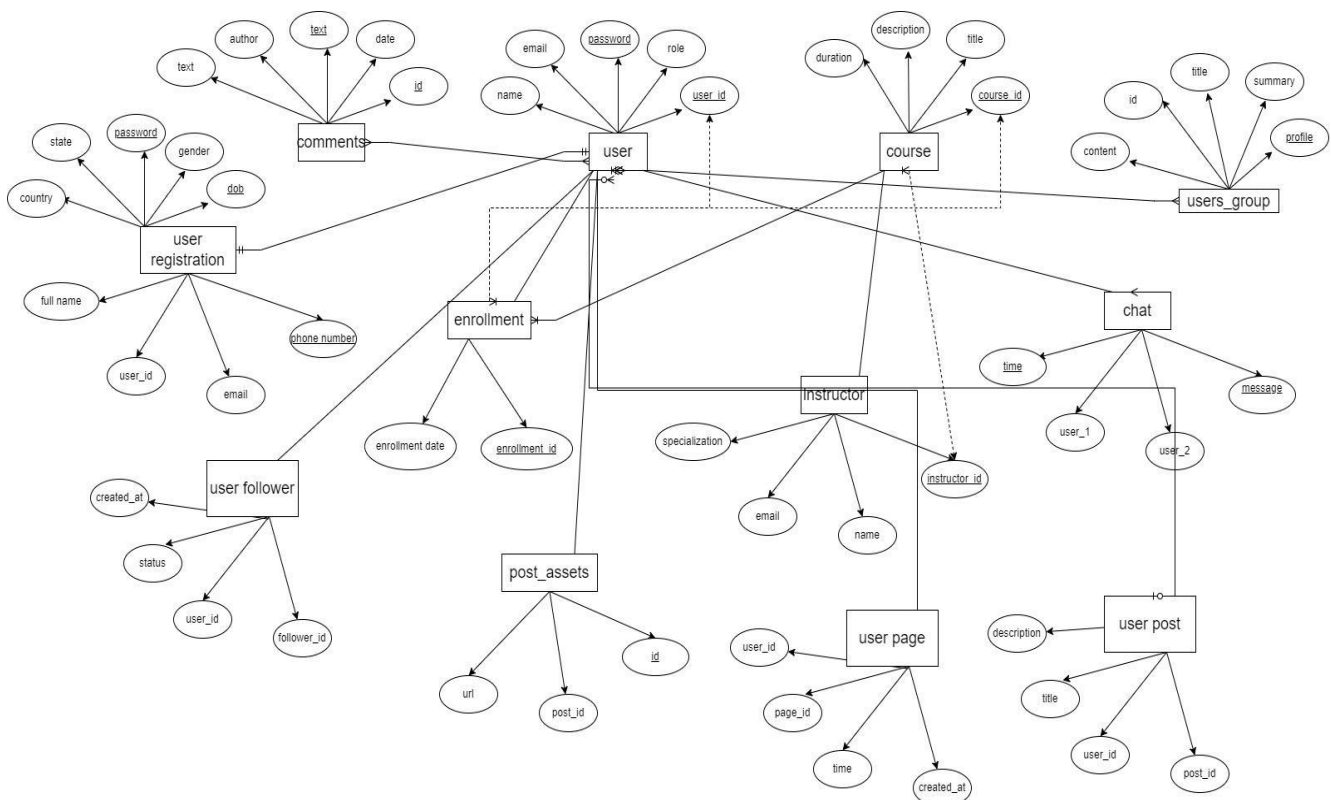 text
author
text
date
id
comments
name
email
password
role
user_id
user
duration
description
title
course_id
course
content
id
title
summary
profile
users_group
country
state
password
gender
dob
user
registration
full name
user_id
email
phone number
enrollment
enrollment date
enrollment_id
Instructor
specialization
email
name
instructor_id
chat
time
user_1
user_2
message
user follower
created_at
status
user_id
follower_id
post_assets
url
post_id
id
user page
user_id
page_id
time
created_at
user post
description
title
user_id
post_id